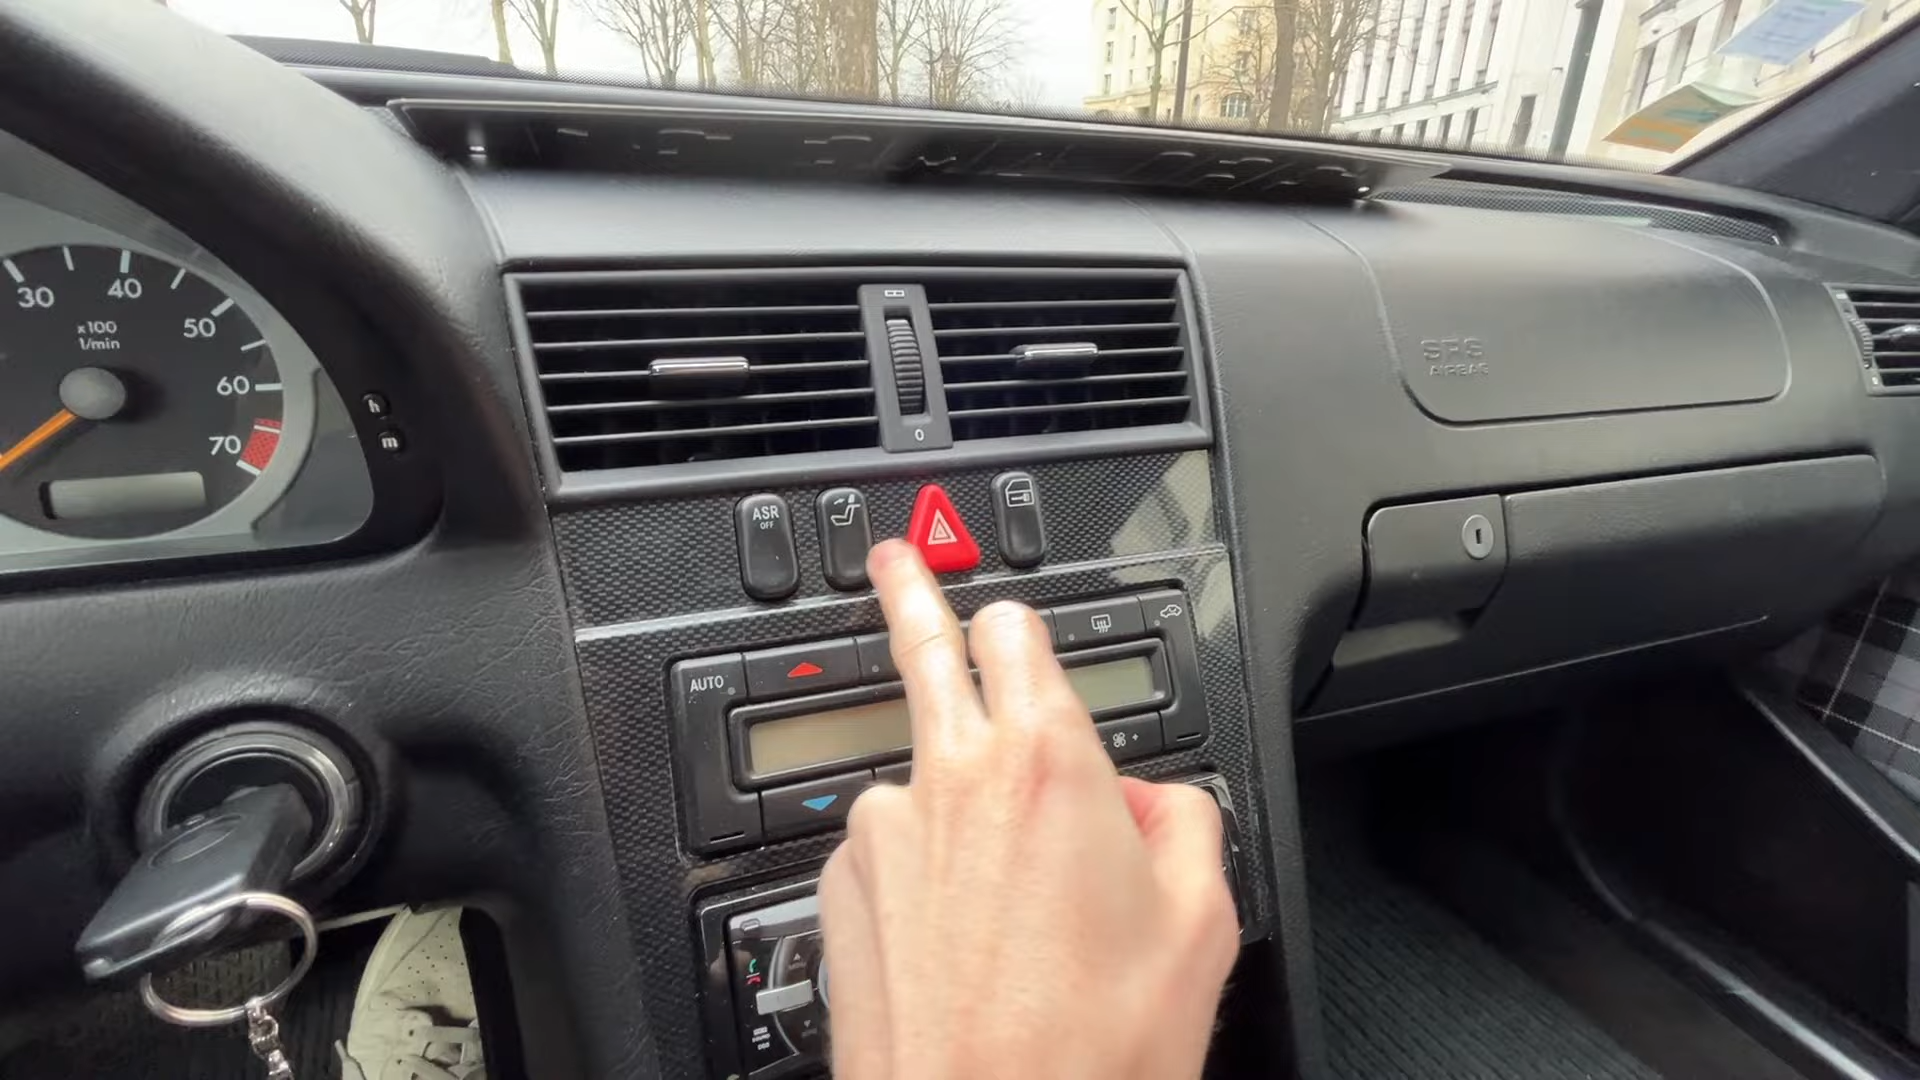 30
40
50
60
70
x100
1/min
h
m
0
SRS
AIRBAG
ASR
OFF
AUTO
- +